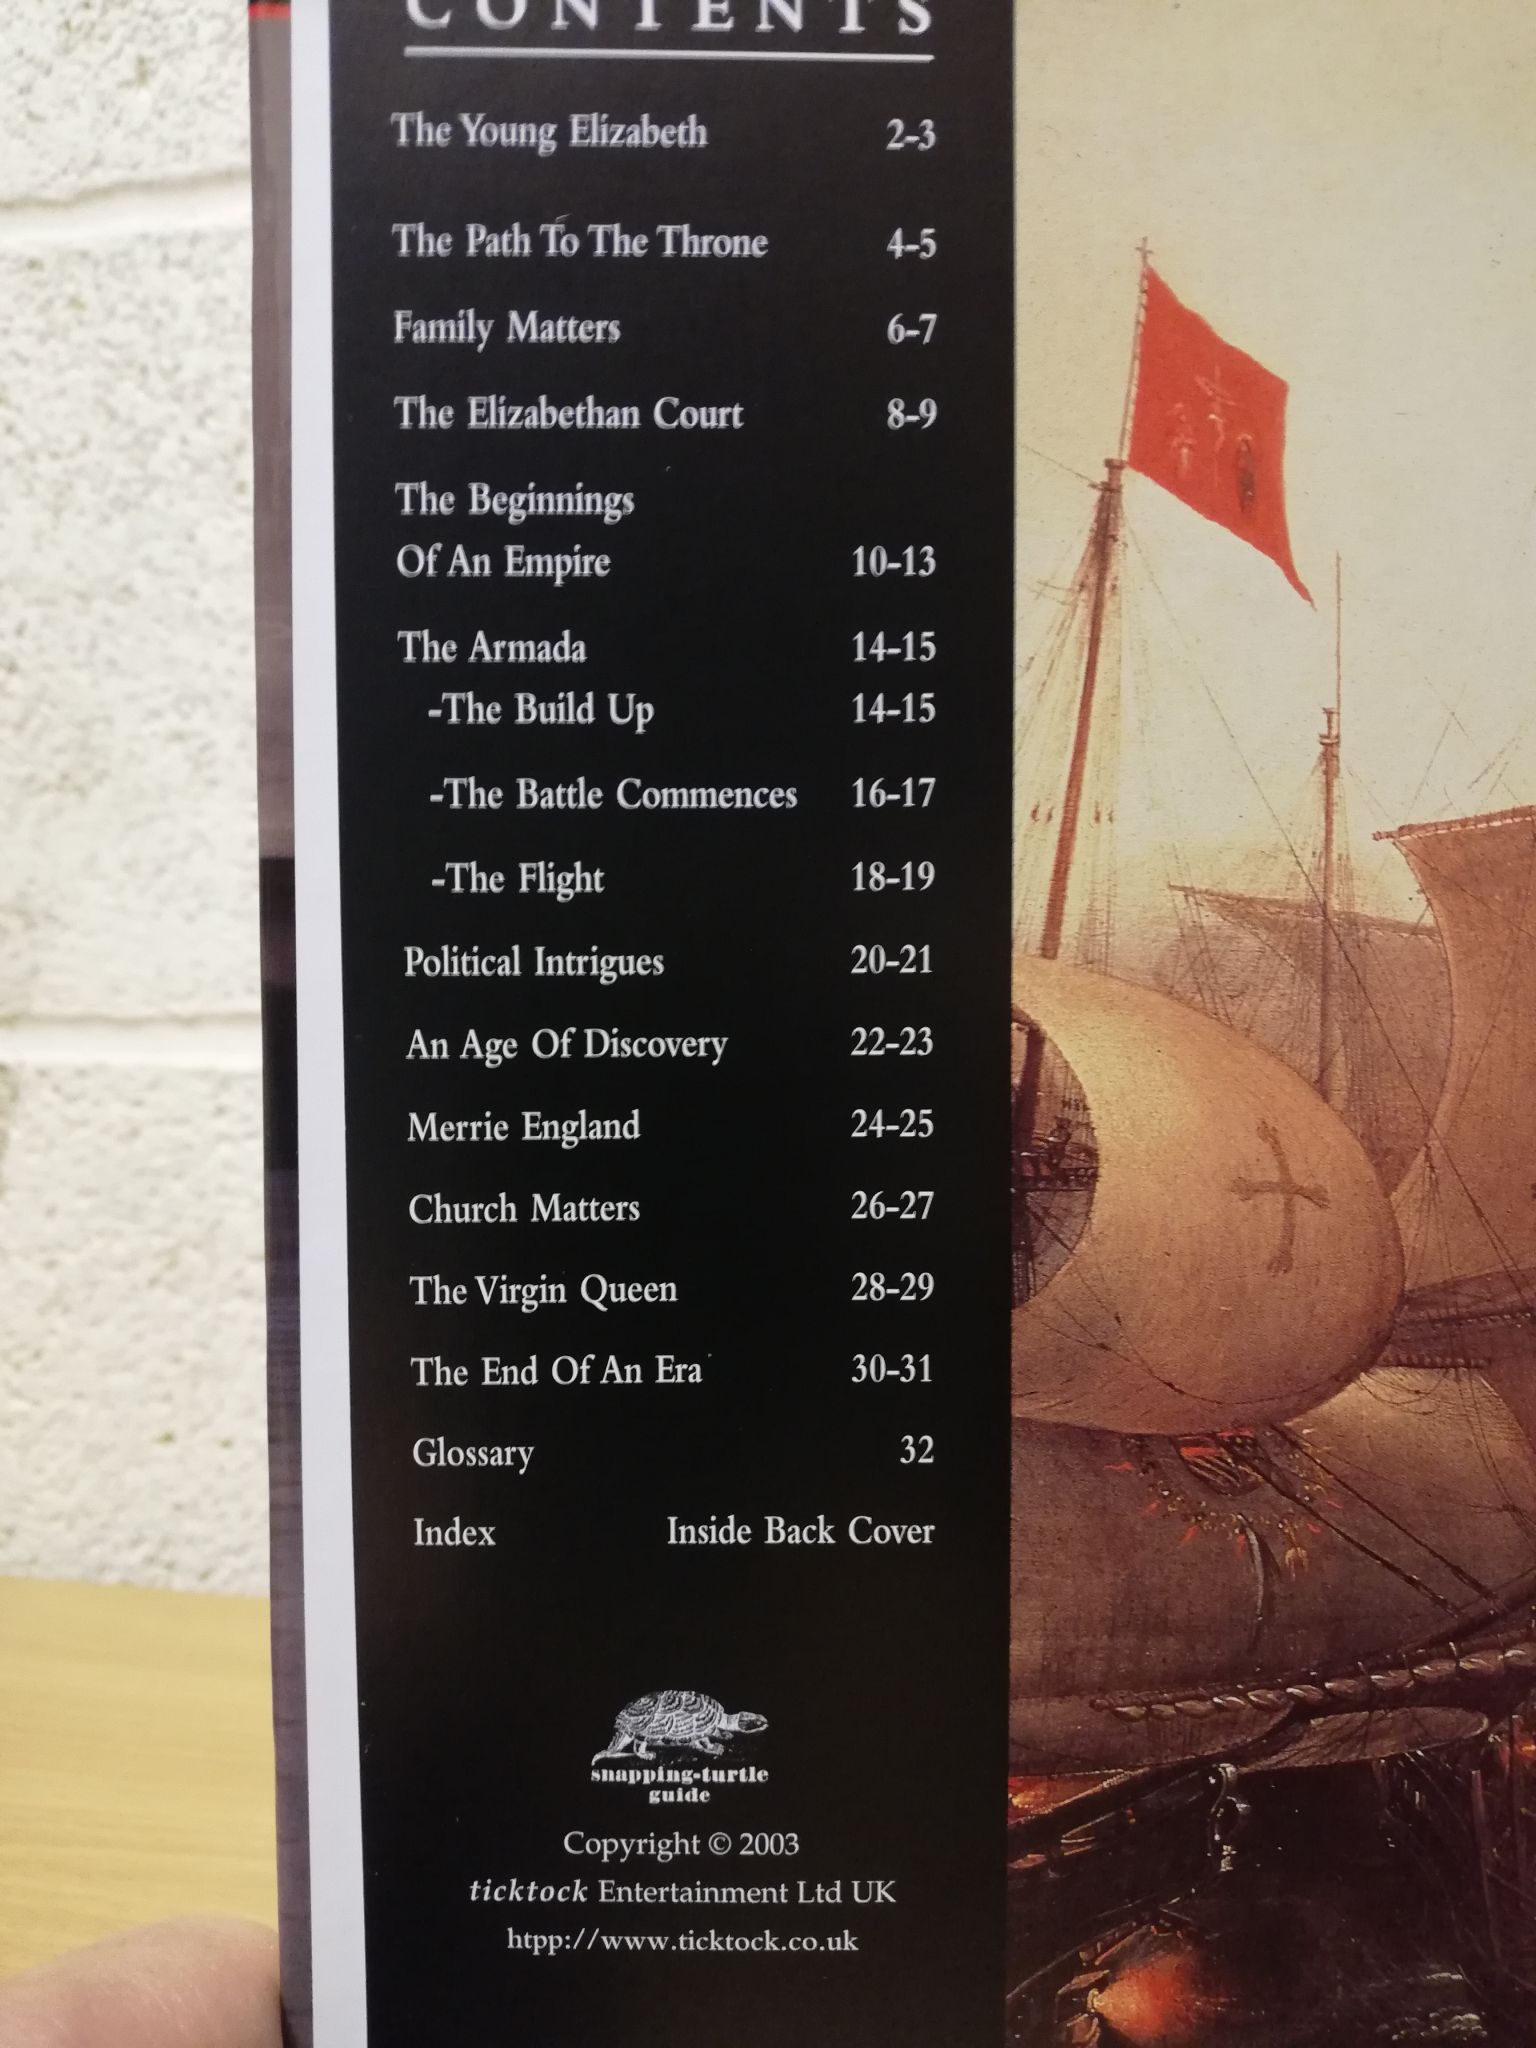 CONTENTS
The Young Elizabeth 2-3
The Path To The Throne 4-5
Family Matters 6-7
The Elizabethan Court 8-9
The Beginnings
Of An Empire 10-13
The Armada 14-15
-The Build Up 14-15
-The Battle Commences 16-17
-The Flight 18-19
Political Intrigues 20-21
An Age Of Discovery 22-23
Merrie England 24-25
Church Matters 26-27
The Virgin Queen 28-29
The End Of An Era 30-31
Glossary 32
Index Inside Back Cover
snapping-turtle
guide
Copyright © 2003
ticktock Entertainment Ltd UK
htpp://www.ticktock.co.uk